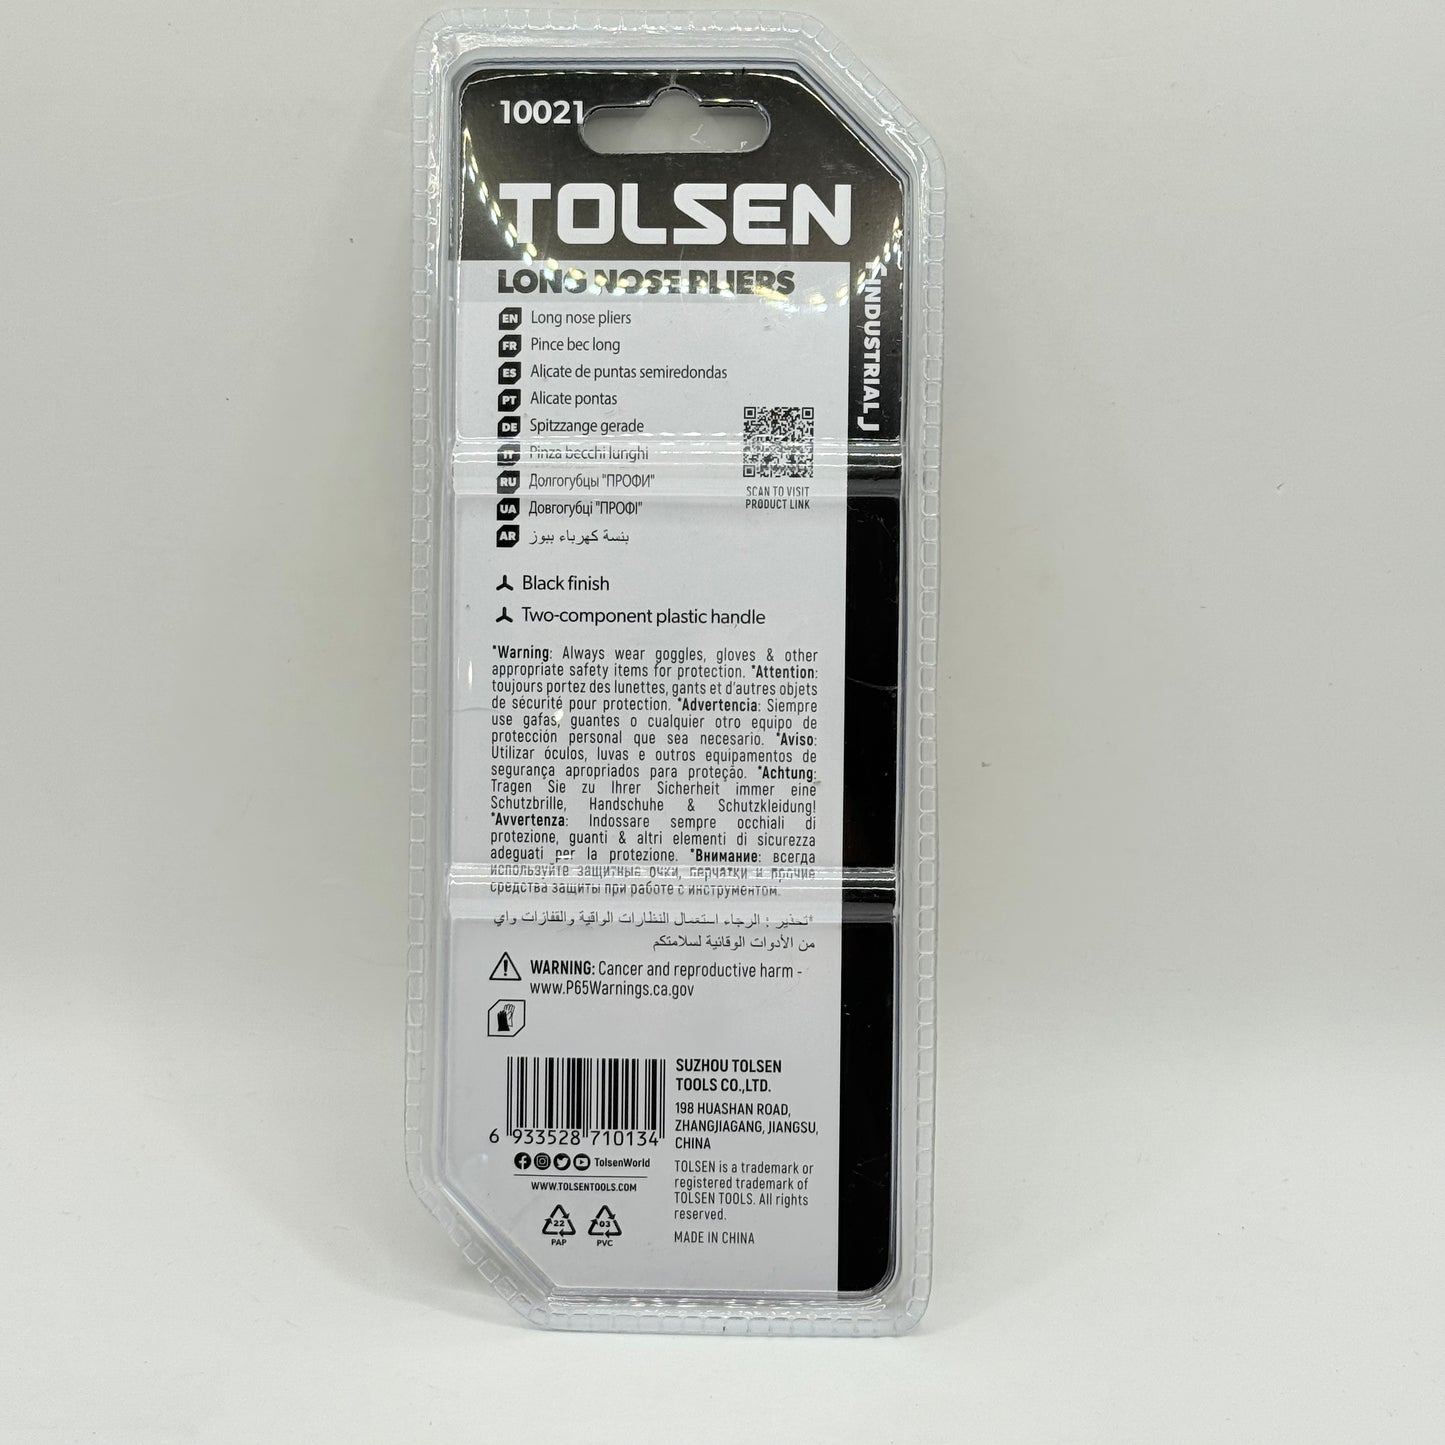 10021
TOLSEN
LONG NOSE PLIERS
INDUSTRIAL
EN Long nose pliers
FR Pince bec long
ES Alicate de puntas semiredondas
PT Alicate pontas
DE Spitzzange gerade
IT Pinza becchi lunghi
RU Долгогубцы "ПРОФИ"
UA Довгогубці "ПРОФІ"
AR بنسة كهرباء ببوز
SCAN TO VISIT
PRODUCT LINK
Black finish
Two-component plastic handle
*Warning: Always wear goggles, gloves & other
appropriate safety items for protection. *Attention:
toujours portez des lunettes, gants et d'autres objets
de sécurité pour protection. *Advertencia: Siempre
use gafas, guantes o cualquier otro equipo de
protección personal que sea necesario. *Aviso:
Utilizar óculos, luvas e outros equipamentos de
segurança apropriados para proteção. *Achtung:
Tragen Sie zu Ihrer Sicherheit immer eine
Schutzbrille, Handschuhe & Schutzkleidung!
*Avvertenza: Indossare sempre occhiali di
protezione, guanti & altri elementi di sicurezza
adeguati per la protezione. *Внимание: всегда
используйте защитные очки, перчатки и прочие
средства защиты при работе с инструментом.
*تحذير : الرجاء استعمال النظارات الواقية والقفازات واي
من الأدوات الوقائية لسلامتكم
WARNING: Cancer and reproductive harm -
www.P65Warnings.ca.gov
6 933528 710134
TolsenWorld
WWW.TOLSENTOOLS.COM
22
PAP
03
PVC
SUZHOU TOLSEN
TOOLS CO.,LTD.
198 HUASHAN ROAD,
ZHANGJIAGANG, JIANGSU,
CHINA
TOLSEN is a trademark or
registered trademark of
TOLSEN TOOLS. All rights
reserved.
MADE IN CHINA